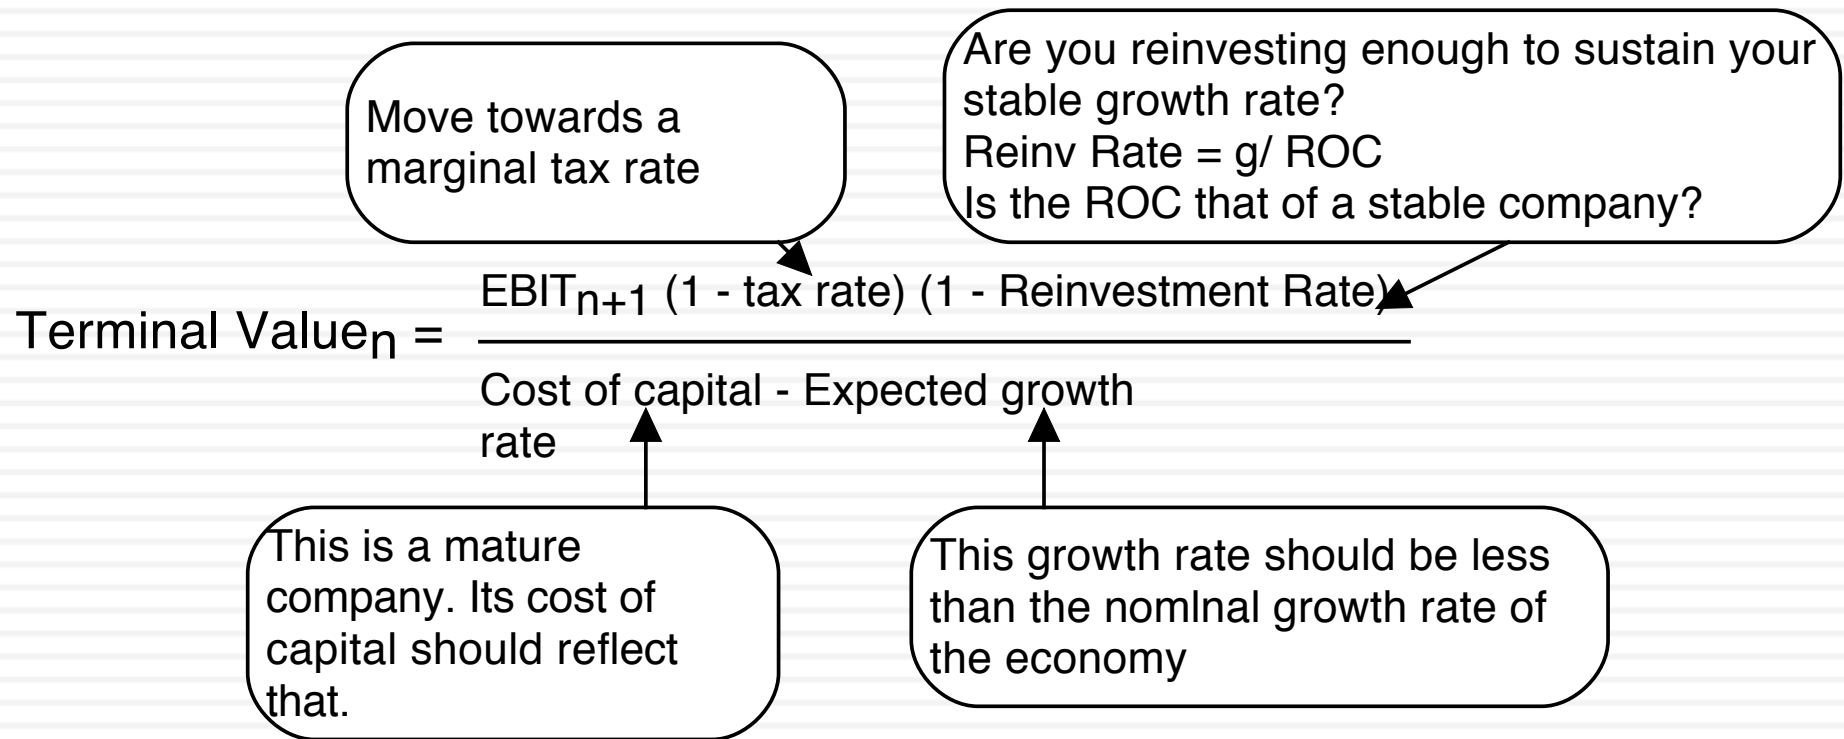 Move towards a
marginal tax rate
Are you reinvesting enough to sustain your
stable growth rate?
Reinv Rate = g/ ROC
Is the ROC that of a stable company?
EBITn+1 (1 - tax rate) (1 - Reinvestment Rate)
Terminal Valuen =
Cost of capital - Expected growth
rate
This is a mature
company. Its cost of
capital should reflect
that.
This growth rate should be less
than the nomInal growth rate of
the economy